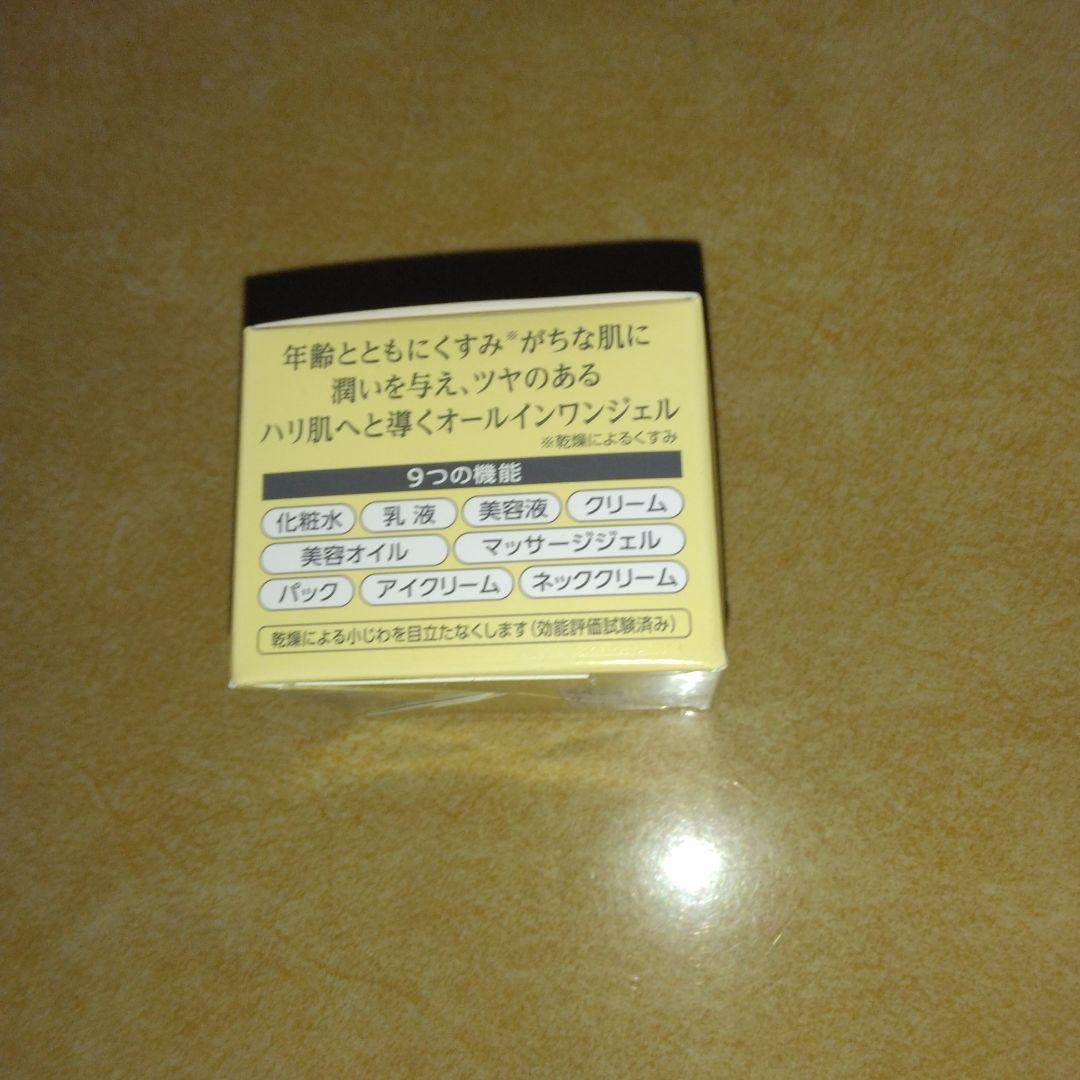 年齢とともにくすみ※がちな肌に
潤いを与え、ツヤのある
ハリ肌へと導くオールインワンジェル
※乾燥によるくすみ
9つの機能
化粧水 乳液 美容液 クリーム
美容オイル マッサージジェル
パック アイクリーム ネッククリーム
乾燥による小じわを目立たなくします(効能評価試験済み)